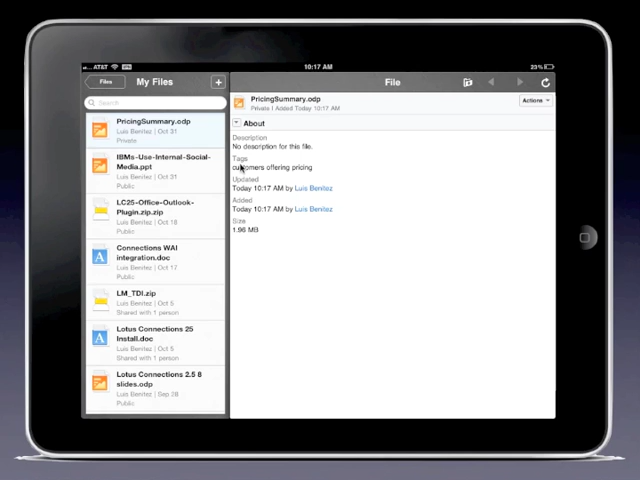 AT&T
10:17 AM
23%
Files
My Files
+
Search
PricingSummary.odp
Luis Benitez | Oct 31
Private
IBMs-Use-Internal-Social-
Media.ppt
Luis Benitez | Oct 31
Public
LC25-Office-Outlook-
Plugin.zip.zip
Luis Benitez | Oct 18
Public
Connections WAI
integration.doc
Luis Benitez | Oct 17
Public
LM_TDI.zip
Luis Benitez | Oct 5
Shared with 1 person
Lotus Connections 25
Install.doc
Luis Benitez | Oct 5
Shared with 1 person
Lotus Connections 2.5 8
slides.odp
Luis Benitez | Sep 28
Public
File
PricingSummary.odp
Private | Added Today 10:17 AM
Actions
About
Description
No description for this file.
Tags
customers offering pricing
Updated
Today 10:17 AM by Luis Benitez
Added
Today 10:17 AM by Luis Benitez
Size
1.96 MB